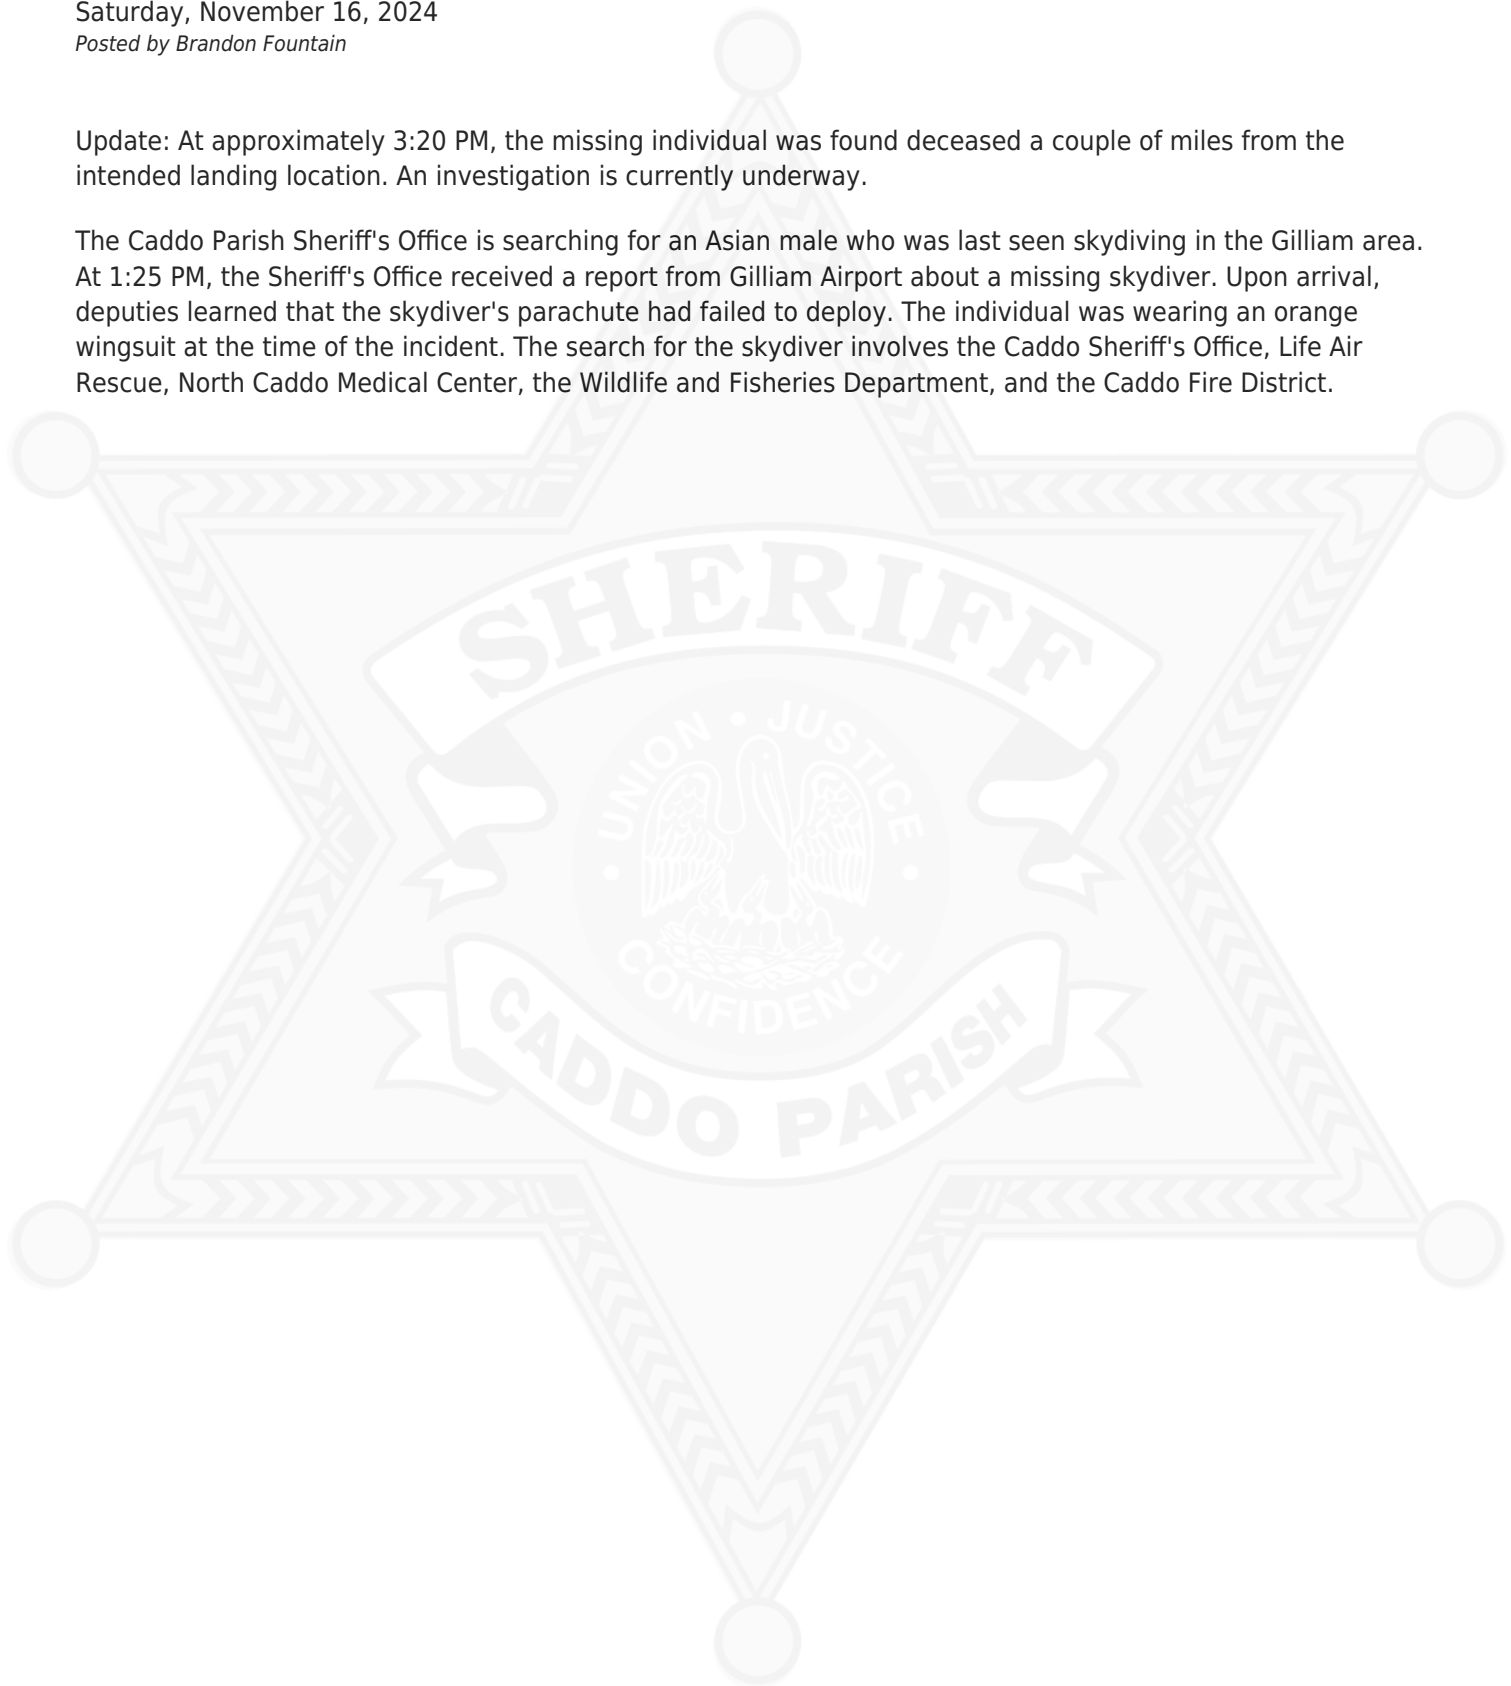 Saturday, November 16, 2024
Posted by Brandon Fountain
Update: At approximately 3:20 PM, the missing individual was found deceased a couple of miles from the
intended landing location. An investigation is currently underway.
The Caddo Parish Sheriff's Office is searching for an Asian male who was last seen skydiving in the Gilliam area.
At 1:25 PM, the Sheriff's Office received a report from Gilliam Airport about a missing skydiver. Upon arrival,
deputies learned that the skydiver's parachute had failed to deploy. The individual was wearing an orange
wingsuit at the time of the incident. The search for the skydiver involves the Caddo Sheriff's Office, Life Air
Rescue, North Caddo Medical Center, the Wildlife and Fisheries Department, and the Caddo Fire District.
SHERIFF
UNION • JUSTICE
• CONFIDENCE •
CADDO PARISH